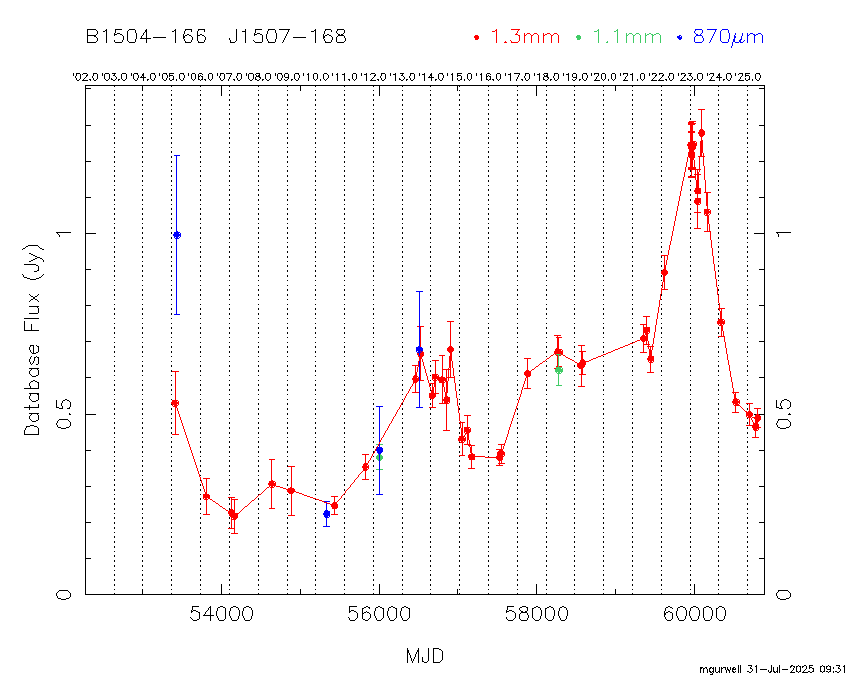 B1504-166 J1507-168
1.3mm 1.1mm 870μm
'02.0 '03.0 '04.0 '05.0 '06.0 '07.0 '08.0 '09.0 '10.0 '11.0 '12.0 '13.0 '14.0 '15.0 '16.0 '17.0 '18.0 '19.0 '20.0 '21.0 '22.0 '23.0 '24.0 '25.0
1 1
Database Flux (Jy)
0.5 0.5
0 0
54000 56000 58000 60000
MJD
mgurwell 31-Jul-2025 09:31